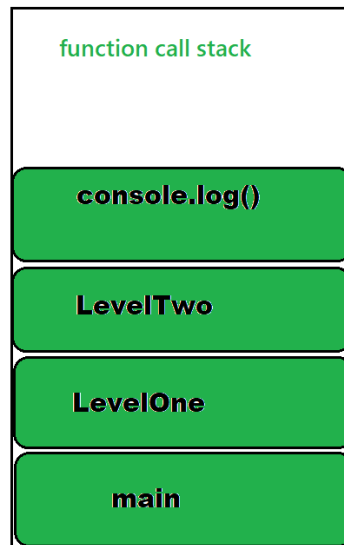 function call stack
console.log()
LevelTwo
LevelOne
main